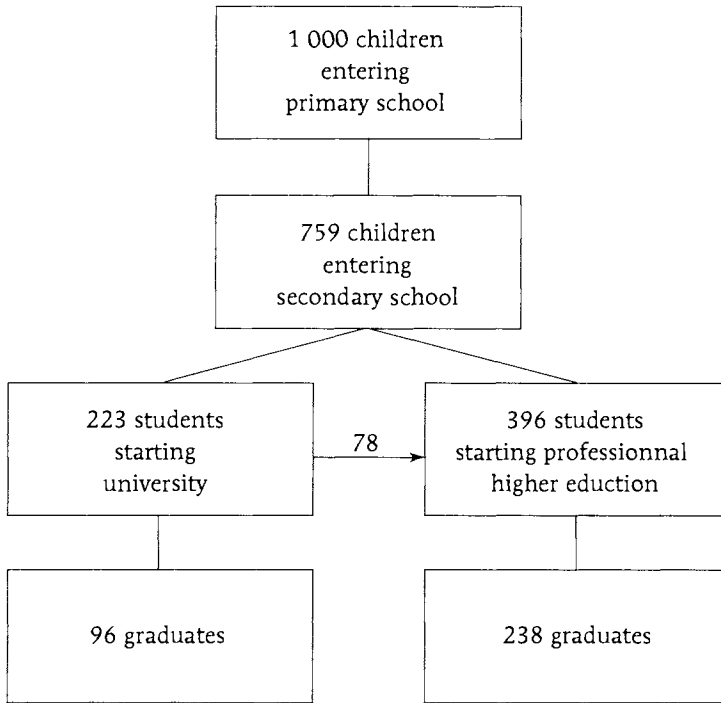 1 000 children
entering
primary school
759 children
entering
secondary school
223 students
starting
university
78
396 students
starting professionnal
higher eduction
96 graduates
238 graduates